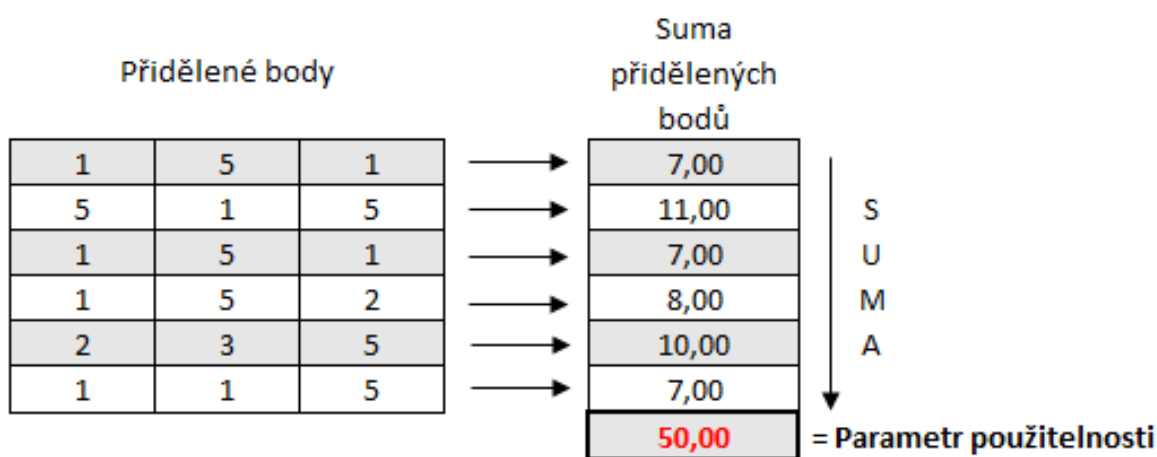 Přidělené body
Suma
přidělených
bodů
1 5 1 7,00
5 1 5 11,00 S
1 5 1 7,00 U
1 5 2 8,00 M
2 3 5 10,00 A
1 1 5 7,00
50,00 = Parametr použitelnosti